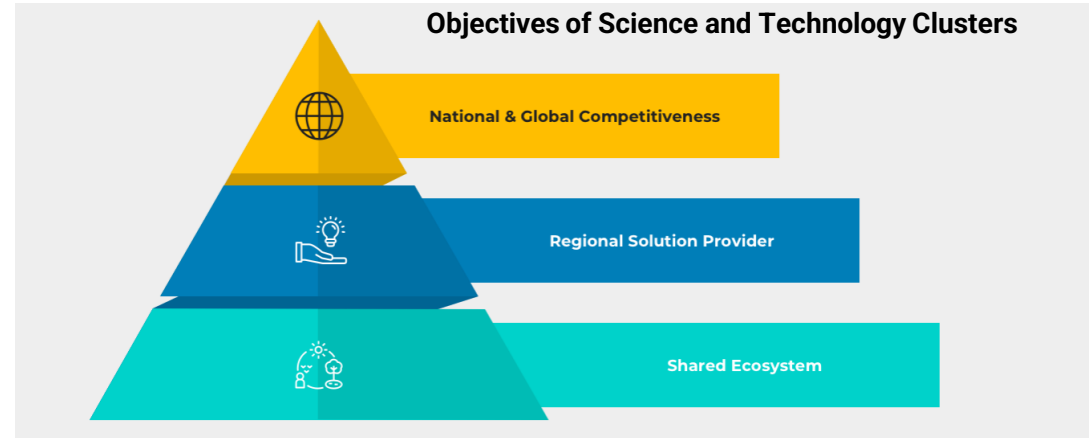 Objectives of Science and Technology Clusters
National & Global Competitiveness
Regional Solution Provider
Shared Ecosystem